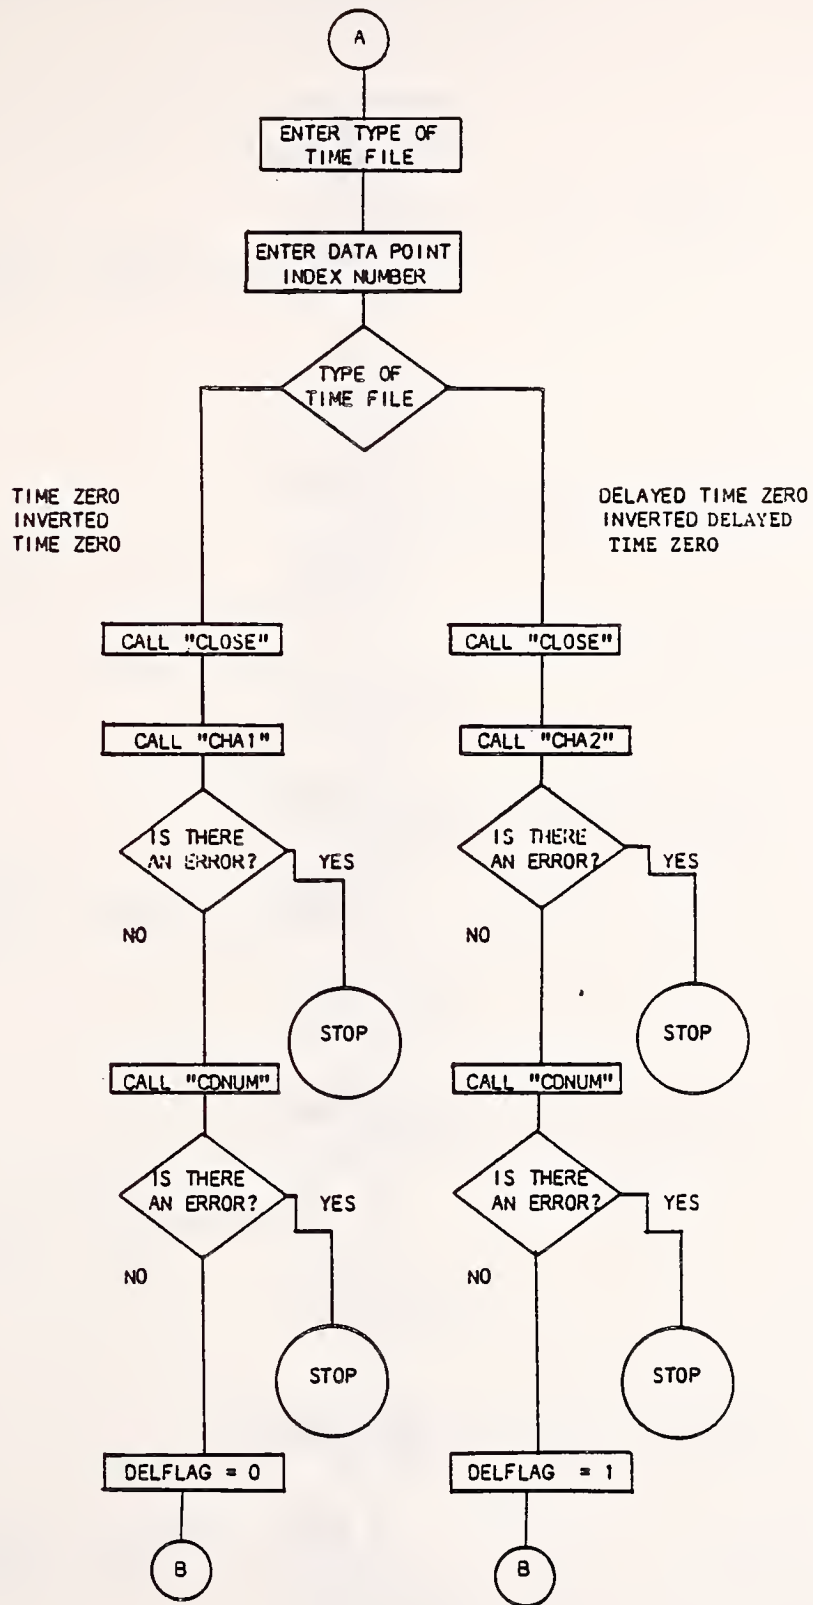 A
ENTER TYPE OF
TIME FILE
ENTER DATA POINT
INDEX NUMBER
TYPE OF
TIME FILE
TIME ZERO
INVERTED
TIME ZERO
DELAYED TIME ZERO
INVERTED DELAYED
TIME ZERO
CALL "CLOSE"
CALL "CLOSE"
CALL "CHA1"
CALL "CHA2"
IS THERE
AN ERROR?
YES
NO
STOP
IS THERE
AN ERROR?
YES
NO
STOP
CALL "CDNUM"
CALL "CDNUM"
IS THERE
AN ERROR?
YES
NO
STOP
IS THERE
AN ERROR?
YES
NO
STOP
DELFLAG = 0
DELFLAG = 1
B
B